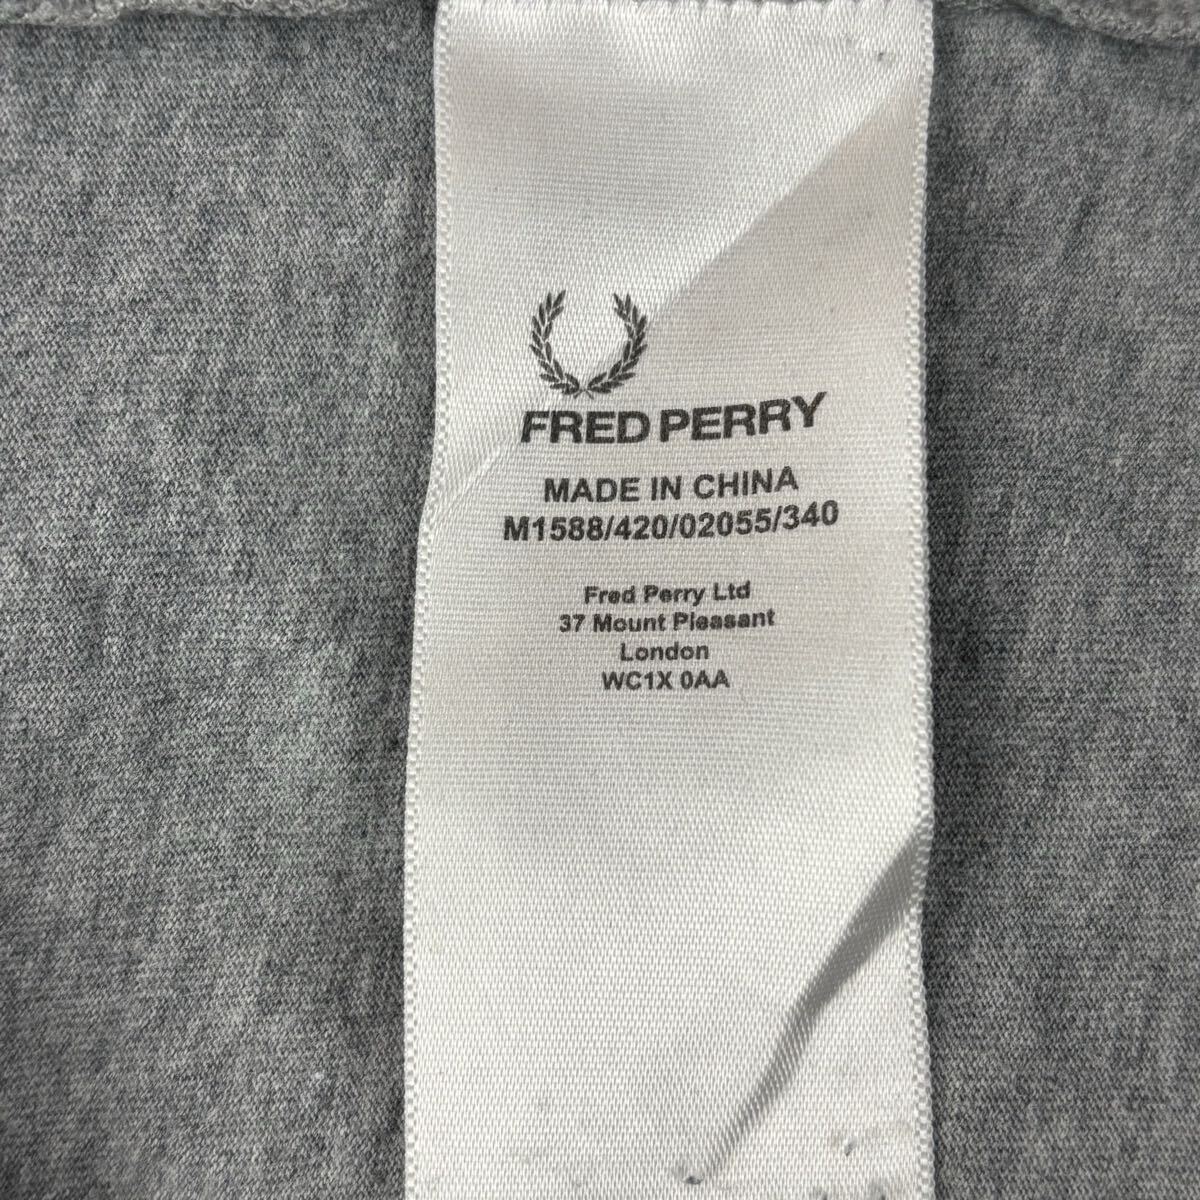 FRED PERRY
MADE IN CHINA
M1588/420/02055/340
Fred Perry Ltd
37 Mount Pleasant
London
WC1X 0AA